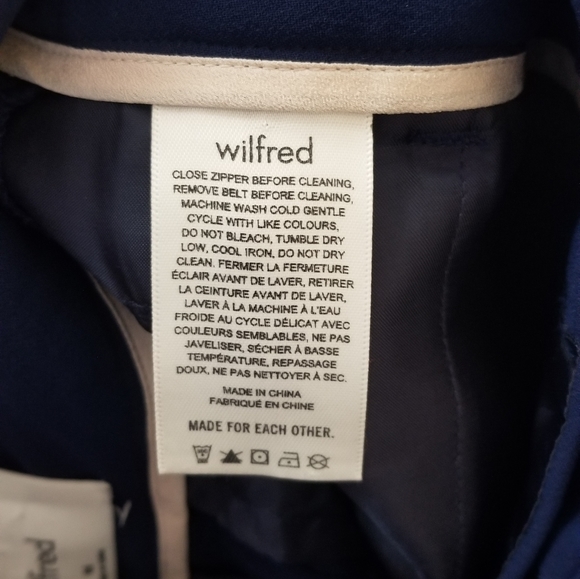 wilfred
CLOSE ZIPPER BEFORE CLEANING,
REMOVE BELT BEFORE CLEANING,
MACHINE WASH COLD GENTLE
CYCLE WITH LIKE COLOURS,
DO NOT BLEACH, TUMBLE DRY
LOW, COOL IRON, DO NOT DRY
CLEAN. FERMER LA FERMETURE
ÉCLAIR AVANT DE LAVER, RETIRER
LA CEINTURE AVANT DE LAVER,
LAVER À LA MACHINE À L'EAU
FROIDE AU CYCLE DÉLICAT AVEC
COULEURS SEMBLABLES, NE PAS
JAVELISER, SÉCHER À BASSE
TEMPÉRATURE, REPASSAGE
DOUX, NE PAS NETTOYER À SEC.
MADE IN CHINA
FABRIQUÉ EN CHINE
MADE FOR EACH OTHER.
lfred